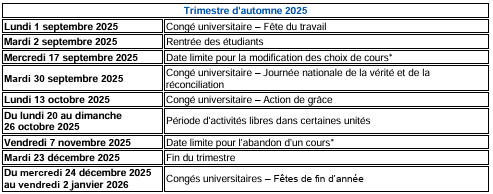 Trimestre d'automne 2025
Lundi 1 septembre 2025 Congé universitaire – Fête du travail
Mardi 2 septembre 2025 Rentrée des étudiants
Mercredi 17 septembre 2025 Date limite pour la modification des choix de cours*
Mardi 30 septembre 2025 Congé universitaire – Journée nationale de la vérité et de la
réconciliation
Lundi 13 octobre 2025 Congé universitaire – Action de grâce
Du lundi 20 au dimanche
26 octobre 2025 Période d'activités libres dans certaines unités
Vendredi 7 novembre 2025 Date limite pour l'abandon d'un cours*
Mardi 23 décembre 2025 Fin du trimestre
Du mercredi 24 décembre 2025
au vendredi 2 janvier 2026 Congés universitaires – Fêtes de fin d'année